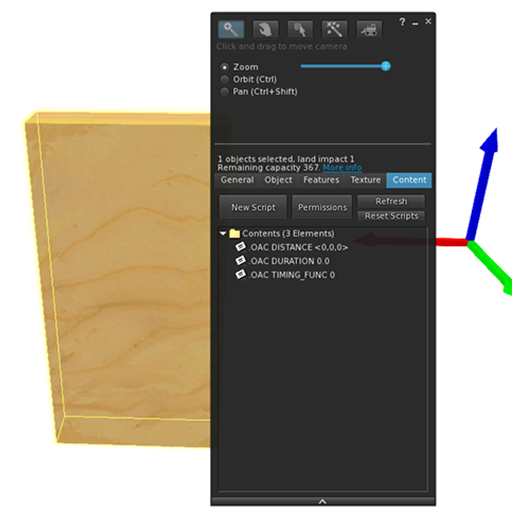 ? _ ×
Click and drag to move camera
Zoom
Orbit (Ctrl)
Pan (Ctrl+Shift)
1 objects selected, land impact 1
Remaining capacity 367. More info
General Object Features Texture Content
New Script Permissions Refresh
Reset Scripts
Contents (3 Elements)
OAC DISTANCE <0,0,0>
OAC DURATION 0.0
OAC TIMING_FUNC 0